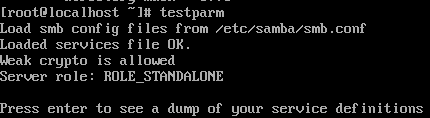 [root@localhost ~]# testparm
Load smb config files from /etc/samba/smb.conf
Loaded services file OK.
Weak crypto is allowed
Server role: ROLE_STANDALONE
Press enter to see a dump of your service definitions